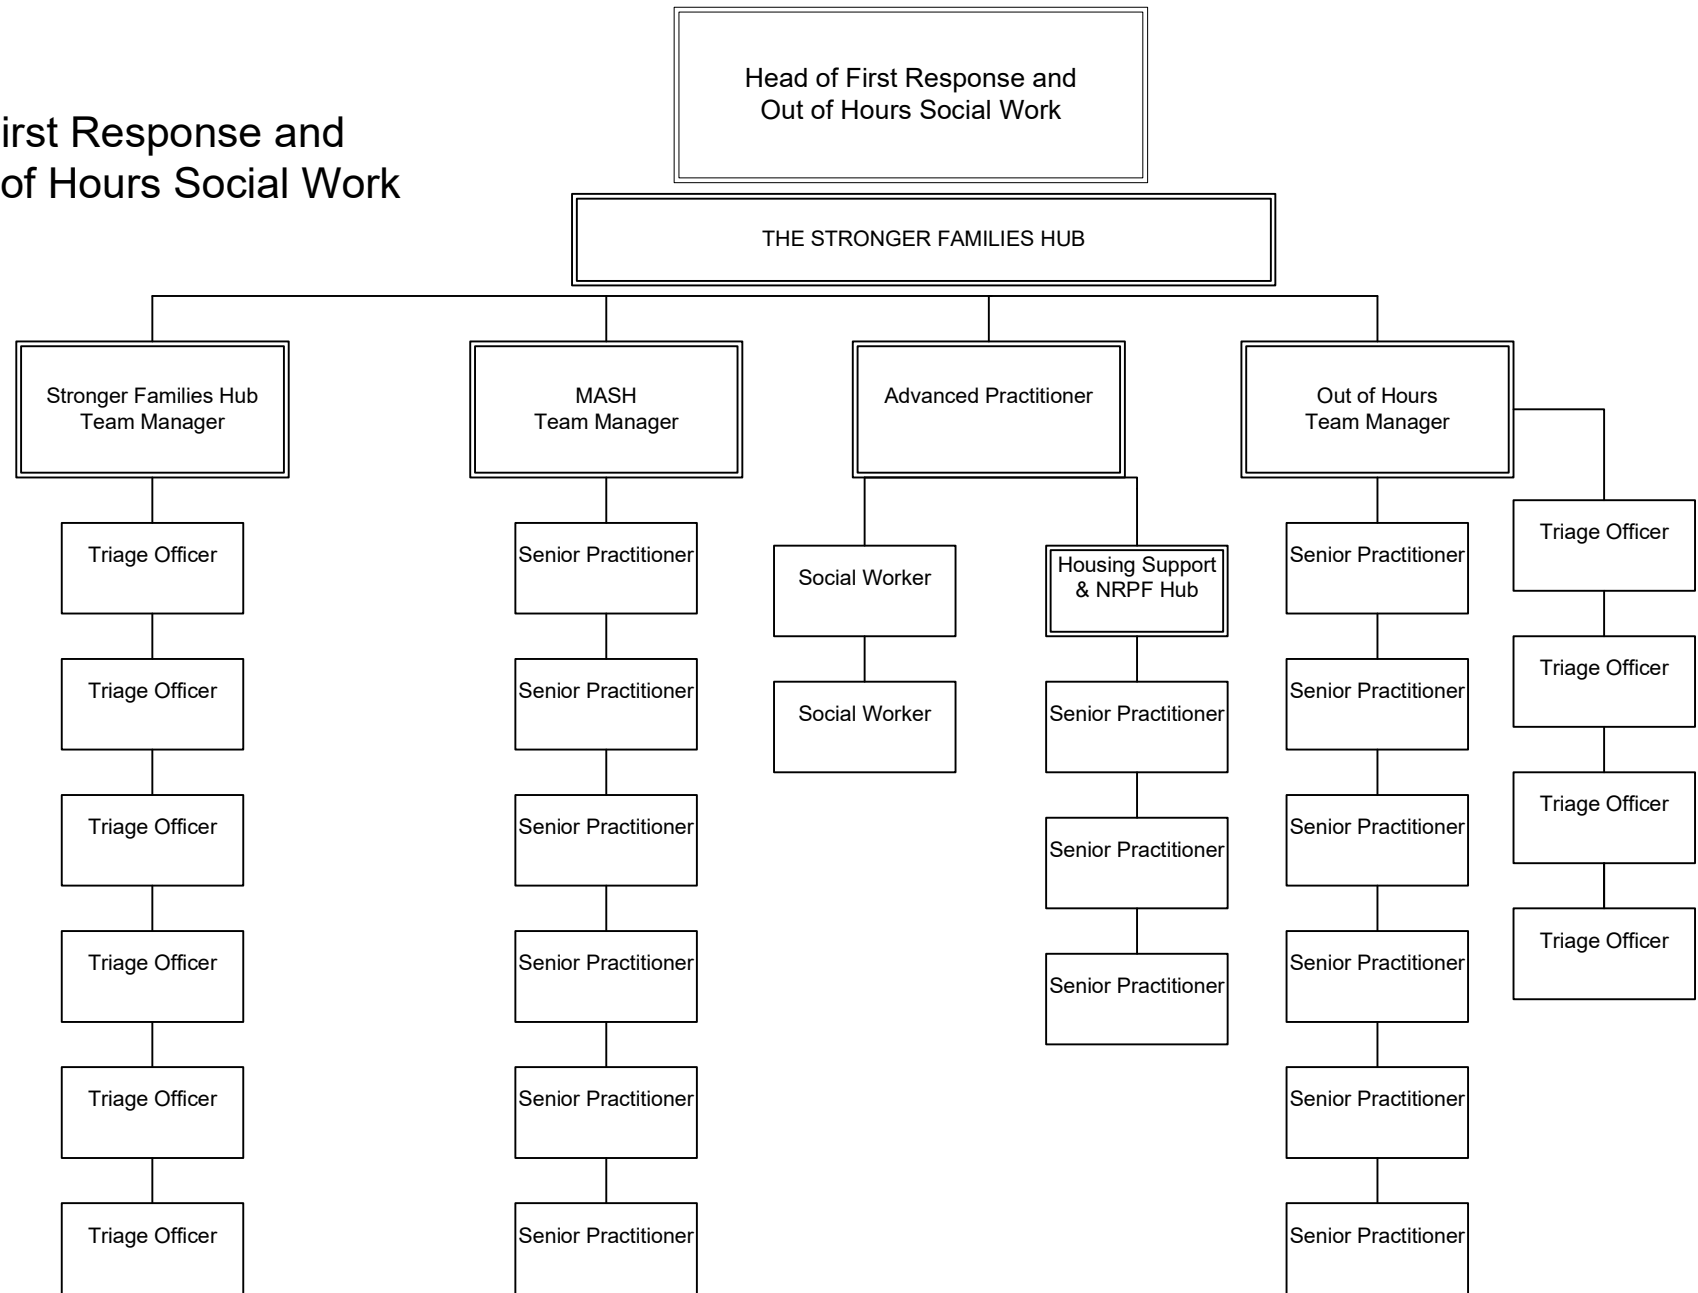 Head of First Response and
Out of Hours Social Work
irst Response and
of Hours Social Work
THE STRONGER FAMILIES HUB
Stronger Families Hub
Team Manager
MASH
Team Manager
Advanced Practitioner
Out of Hours
Team Manager
Triage Officer
Triage Officer
Triage Officer
Triage Officer
Triage Officer
Triage Officer
Senior Practitioner
Senior Practitioner
Senior Practitioner
Senior Practitioner
Senior Practitioner
Senior Practitioner
Social Worker
Social Worker
Housing Support
& NRPF Hub
Senior Practitioner
Senior Practitioner
Senior Practitioner
Senior Practitioner
Senior Practitioner
Senior Practitioner
Senior Practitioner
Senior Practitioner
Senior Practitioner
Triage Officer
Triage Officer
Triage Officer
Triage Officer